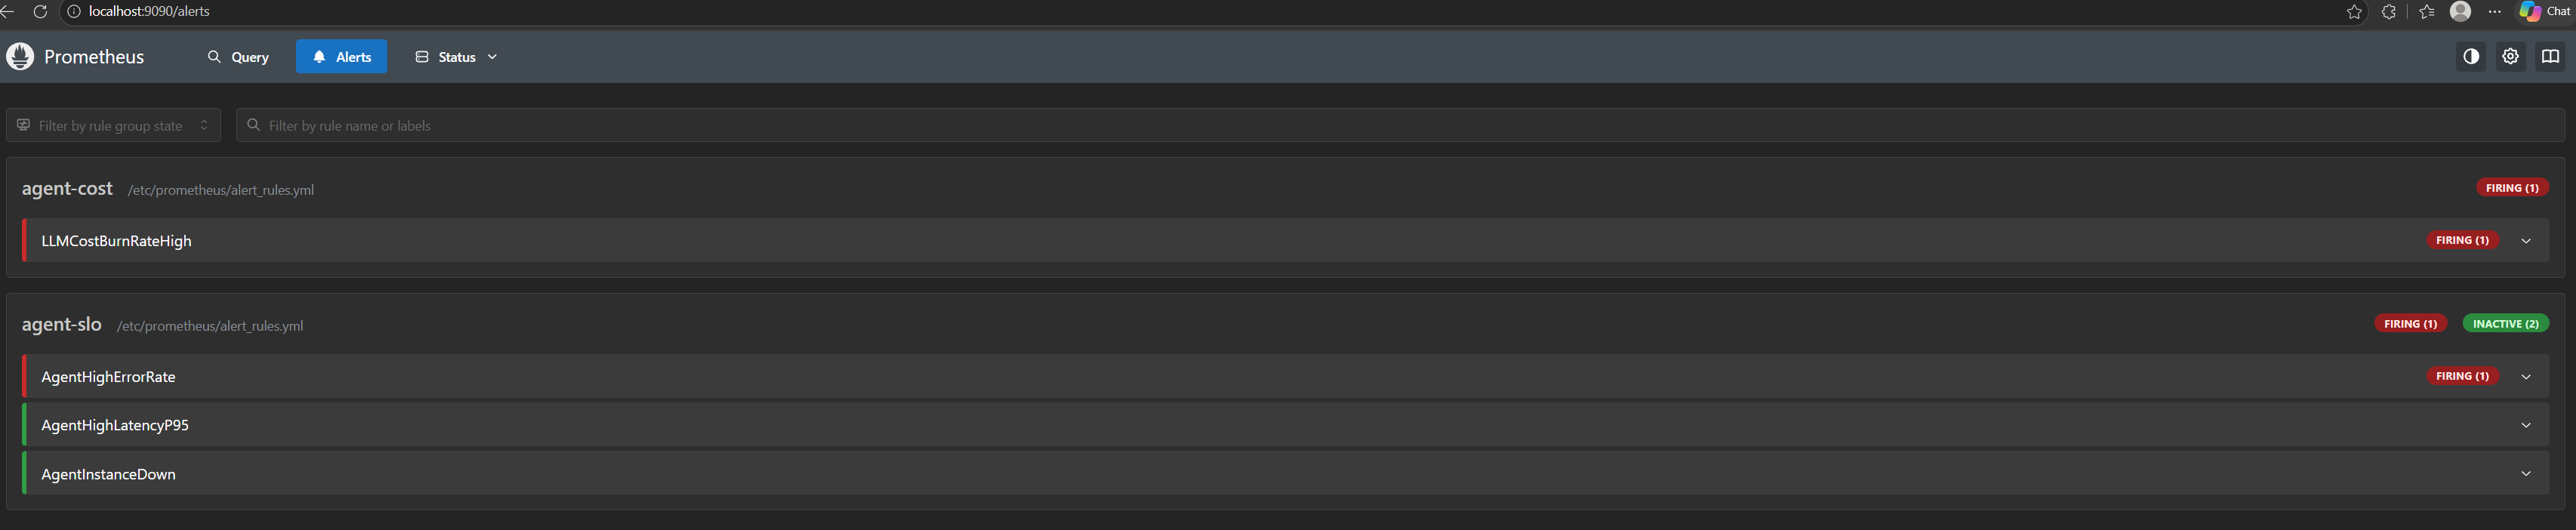 localhost:9090/alerts
Chat
Prometheus
Query
Alerts
Status
Filter by rule group state
Filter by rule name or labels
agent-cost /etc/prometheus/alert_rules.yml
FIRING (1)
LLMCostBurnRateHigh
FIRING (1)
agent-slo /etc/prometheus/alert_rules.yml
FIRING (1)
INACTIVE (2)
AgentHighErrorRate
FIRING (1)
AgentHighLatencyP95
AgentInstanceDown